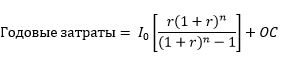 Годовые затраты = I₀ [ r(1 + r)ⁿ / (1 + r)ⁿ − 1 ] + OC